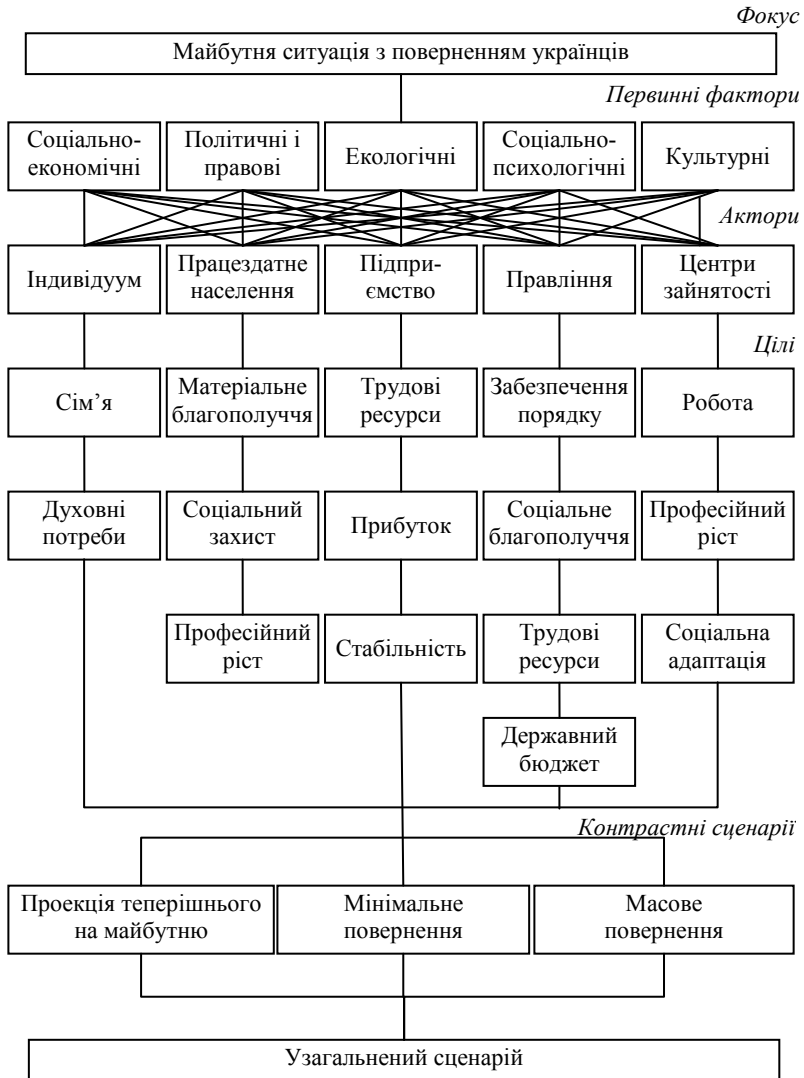 Фокус
Майбутня ситуація з поверненням українців
Первинні фактори
Соціально-
економічні
Політичні і
правові
Екологічні
Соціально-
психологічні
Культурні
Актори
Індивідуум
Працездатне
населення
Підпри-
ємство
Правління
Центри
зайнятості
Цілі
Сім’я
Матеріальне
благополуччя
Трудові
ресурси
Забезпечення
порядку
Робота
Духовні
потреби
Соціальний
захист
Прибуток
Соціальне
благополуччя
Професійний
ріст
Професійний
ріст
Стабільність
Трудові
ресурси
Соціальна
адаптація
Державний
бюджет
Контрастні сценарії
Проекція теперішнього
на майбутню
Мінімальне
повернення
Масове
повернення
Узагальнений сценарій